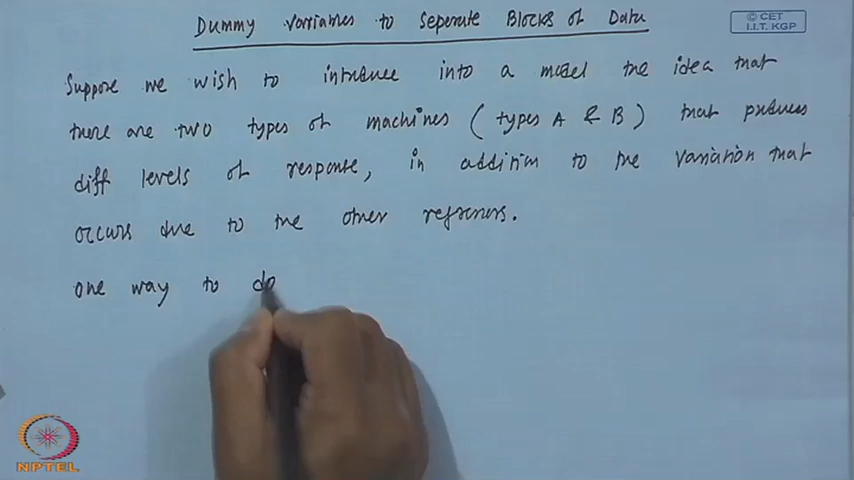 Dummy variables to Seperate Blocks of Data
© CET
I.I.T. KGP
Suppose we wish to introduce into a model the idea that
there are two types of machines ( types A & B ) that produces
diff levels of response, in addition to the variation that
occurs due to the other regressors.
one way to do
NPTEL